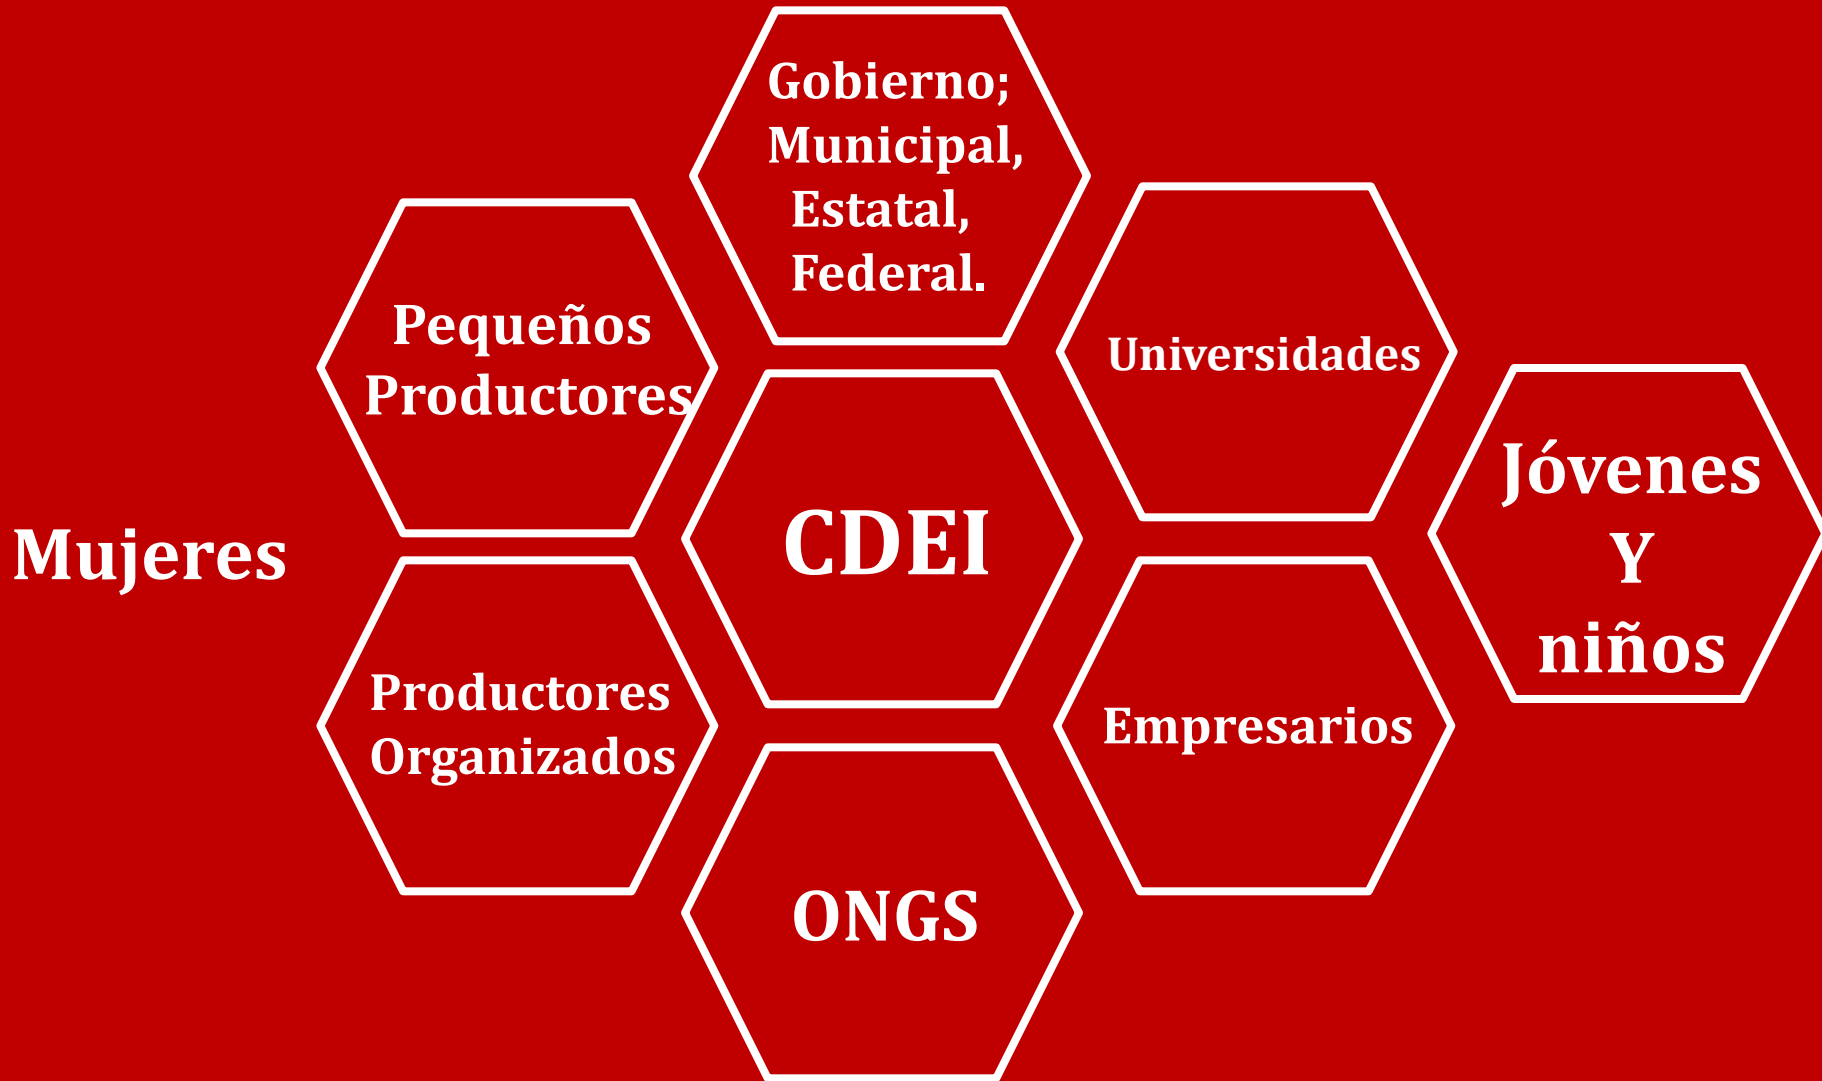 Gobierno;
Municipal,
Estatal,
Federal.
Pequeños
Productores
Universidades
Jóvenes
Y
niños
CDEI
Mujeres
Productores
Organizados
Empresarios
ONGS